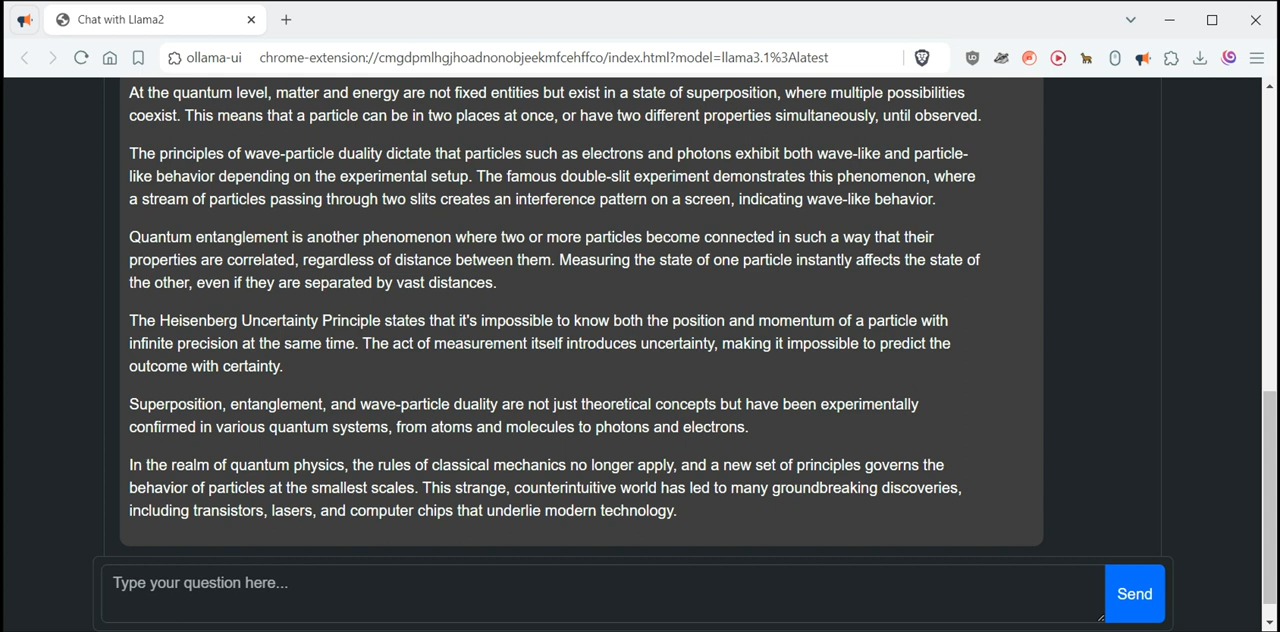 Chat with Llama2
ollama-ui chrome-extension://cmgdpmlhgjhoadnonobjeekmfcehffco/index.html?model=llama3.1%3Alatest
At the quantum level, matter and energy are not fixed entities but exist in a state of superposition, where multiple possibilities
coexist. This means that a particle can be in two places at once, or have two different properties simultaneously, until observed.
The principles of wave-particle duality dictate that particles such as electrons and photons exhibit both wave-like and particle-
like behavior depending on the experimental setup. The famous double-slit experiment demonstrates this phenomenon, where
a stream of particles passing through two slits creates an interference pattern on a screen, indicating wave-like behavior.
Quantum entanglement is another phenomenon where two or more particles become connected in such a way that their
properties are correlated, regardless of distance between them. Measuring the state of one particle instantly affects the state of
the other, even if they are separated by vast distances.
The Heisenberg Uncertainty Principle states that it's impossible to know both the position and momentum of a particle with
infinite precision at the same time. The act of measurement itself introduces uncertainty, making it impossible to predict the
outcome with certainty.
Superposition, entanglement, and wave-particle duality are not just theoretical concepts but have been experimentally
confirmed in various quantum systems, from atoms and molecules to photons and electrons.
In the realm of quantum physics, the rules of classical mechanics no longer apply, and a new set of principles governs the
behavior of particles at the smallest scales. This strange, counterintuitive world has led to many groundbreaking discoveries,
including transistors, lasers, and computer chips that underlie modern technology.
Type your question here...
Send